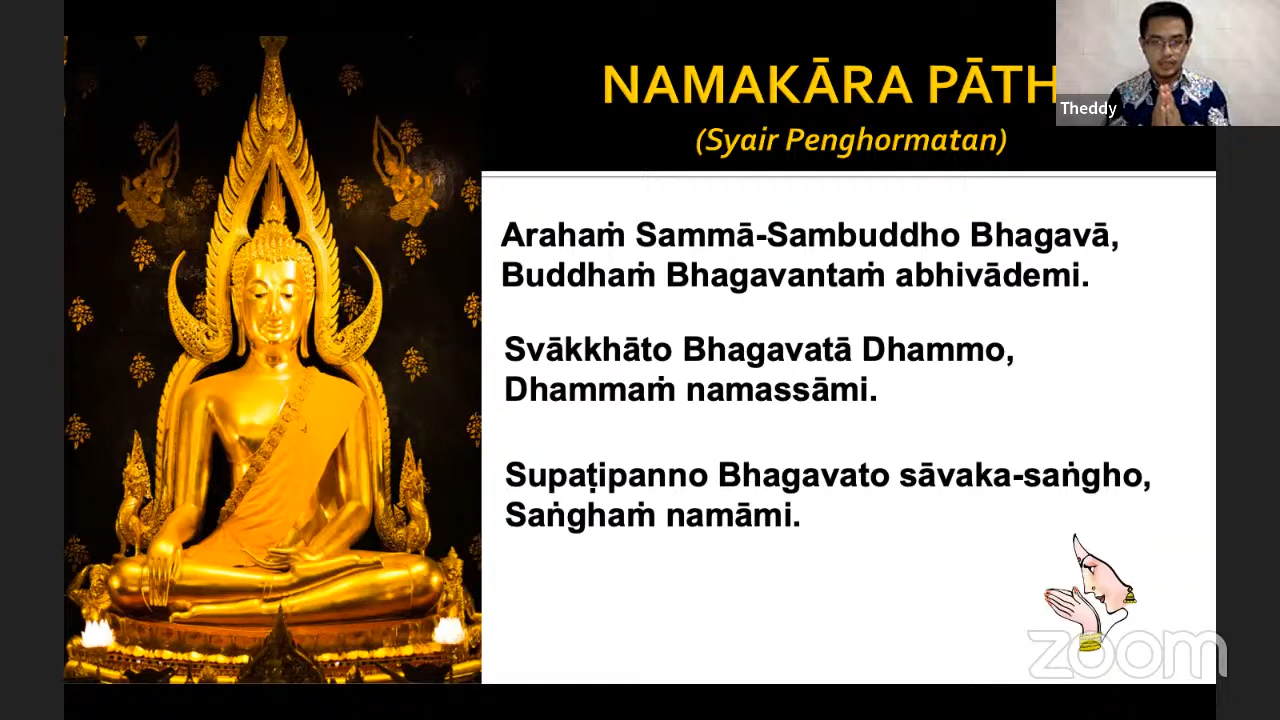 NAMAKĀRA PĀTH
(Syair Penghormatan)
Theddy
Arahaṁ Sammā-Sambuddho Bhagavā,
Buddhaṁ Bhagavantaṁ abhivādemi.
Svākkhāto Bhagavatā Dhammo,
Dhammaṁ namassāmi.
Supaṭipanno Bhagavato sāvaka-saṅgho,
Saṅghaṁ namāmi.
zoom